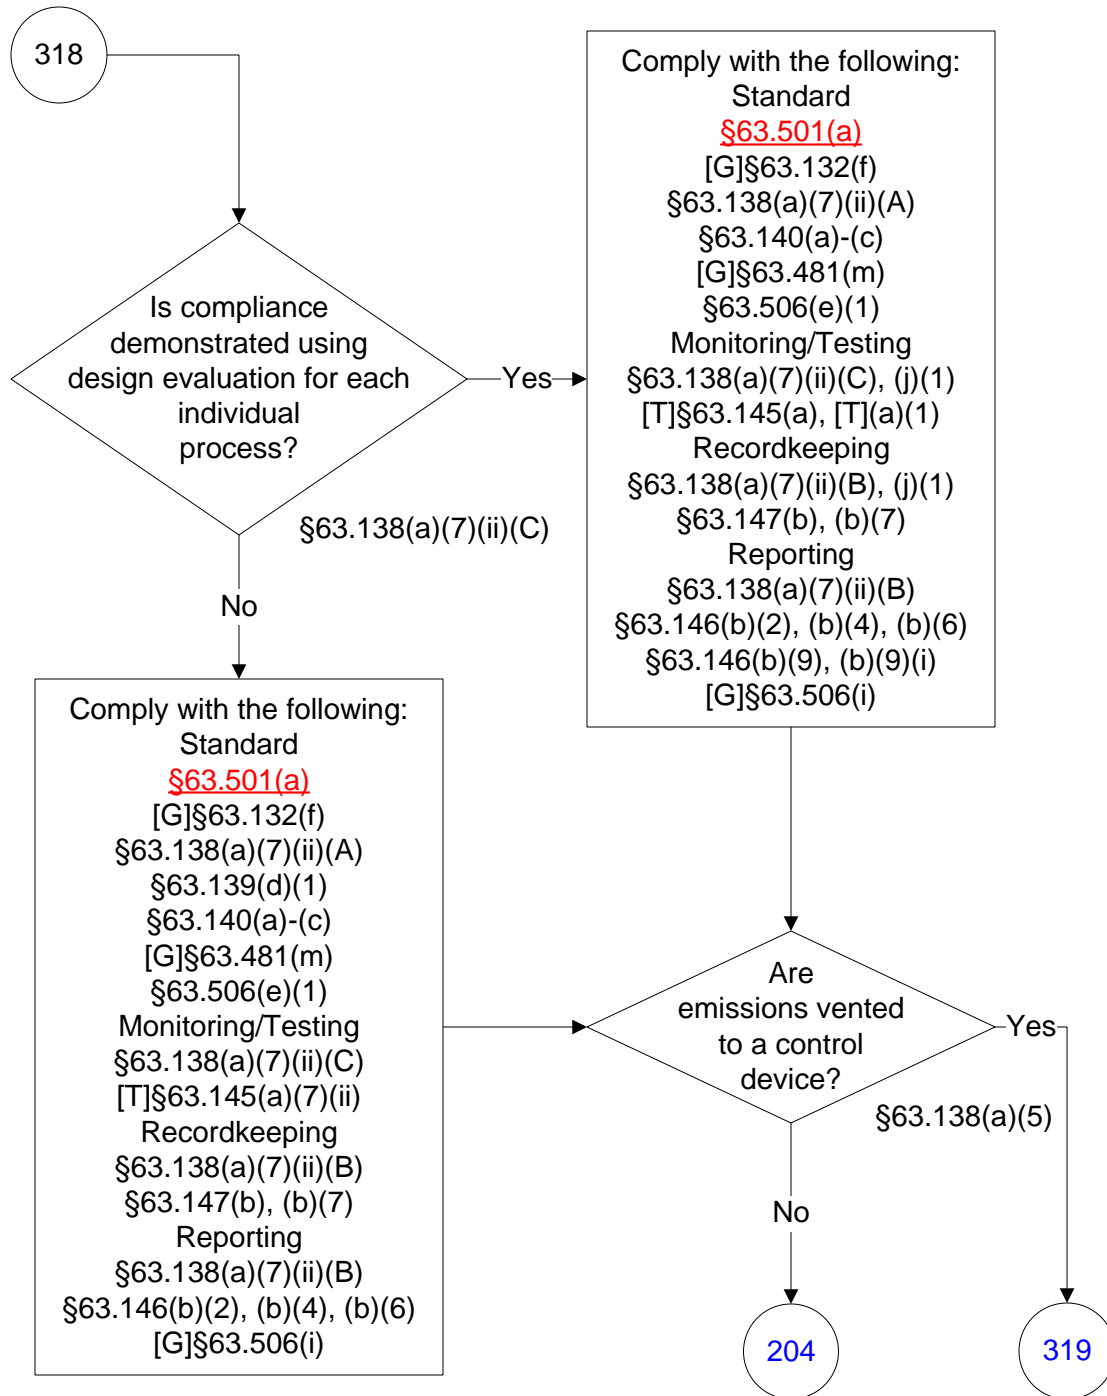 318
Is compliance
demonstrated using
design evaluation for each
individual
process?
Yes
§63.138(a)(7)(ii)(C)
No
Comply with the following:
Standard
§63.501(a)
[G]§63.132(f)
§63.138(a)(7)(ii)(A)
§63.140(a)-(c)
[G]§63.481(m)
§63.506(e)(1)
Monitoring/Testing
§63.138(a)(7)(ii)(C), (j)(1)
[T]§63.145(a), [T](a)(1)
Recordkeeping
§63.138(a)(7)(ii)(B), (j)(1)
§63.147(b), (b)(7)
Reporting
§63.138(a)(7)(ii)(B)
§63.146(b)(2), (b)(4), (b)(6)
§63.146(b)(9), (b)(9)(i)
[G]§63.506(i)
Comply with the following:
Standard
§63.501(a)
[G]§63.132(f)
§63.138(a)(7)(ii)(A)
§63.139(d)(1)
§63.140(a)-(c)
[G]§63.481(m)
§63.506(e)(1)
Monitoring/Testing
§63.138(a)(7)(ii)(C)
[T]§63.145(a)(7)(ii)
Recordkeeping
§63.138(a)(7)(ii)(B)
§63.147(b), (b)(7)
Reporting
§63.138(a)(7)(ii)(B)
§63.146(b)(2), (b)(4), (b)(6)
[G]§63.506(i)
Are
emissions vented
to a control
device?
Yes
§63.138(a)(5)
No
204
319